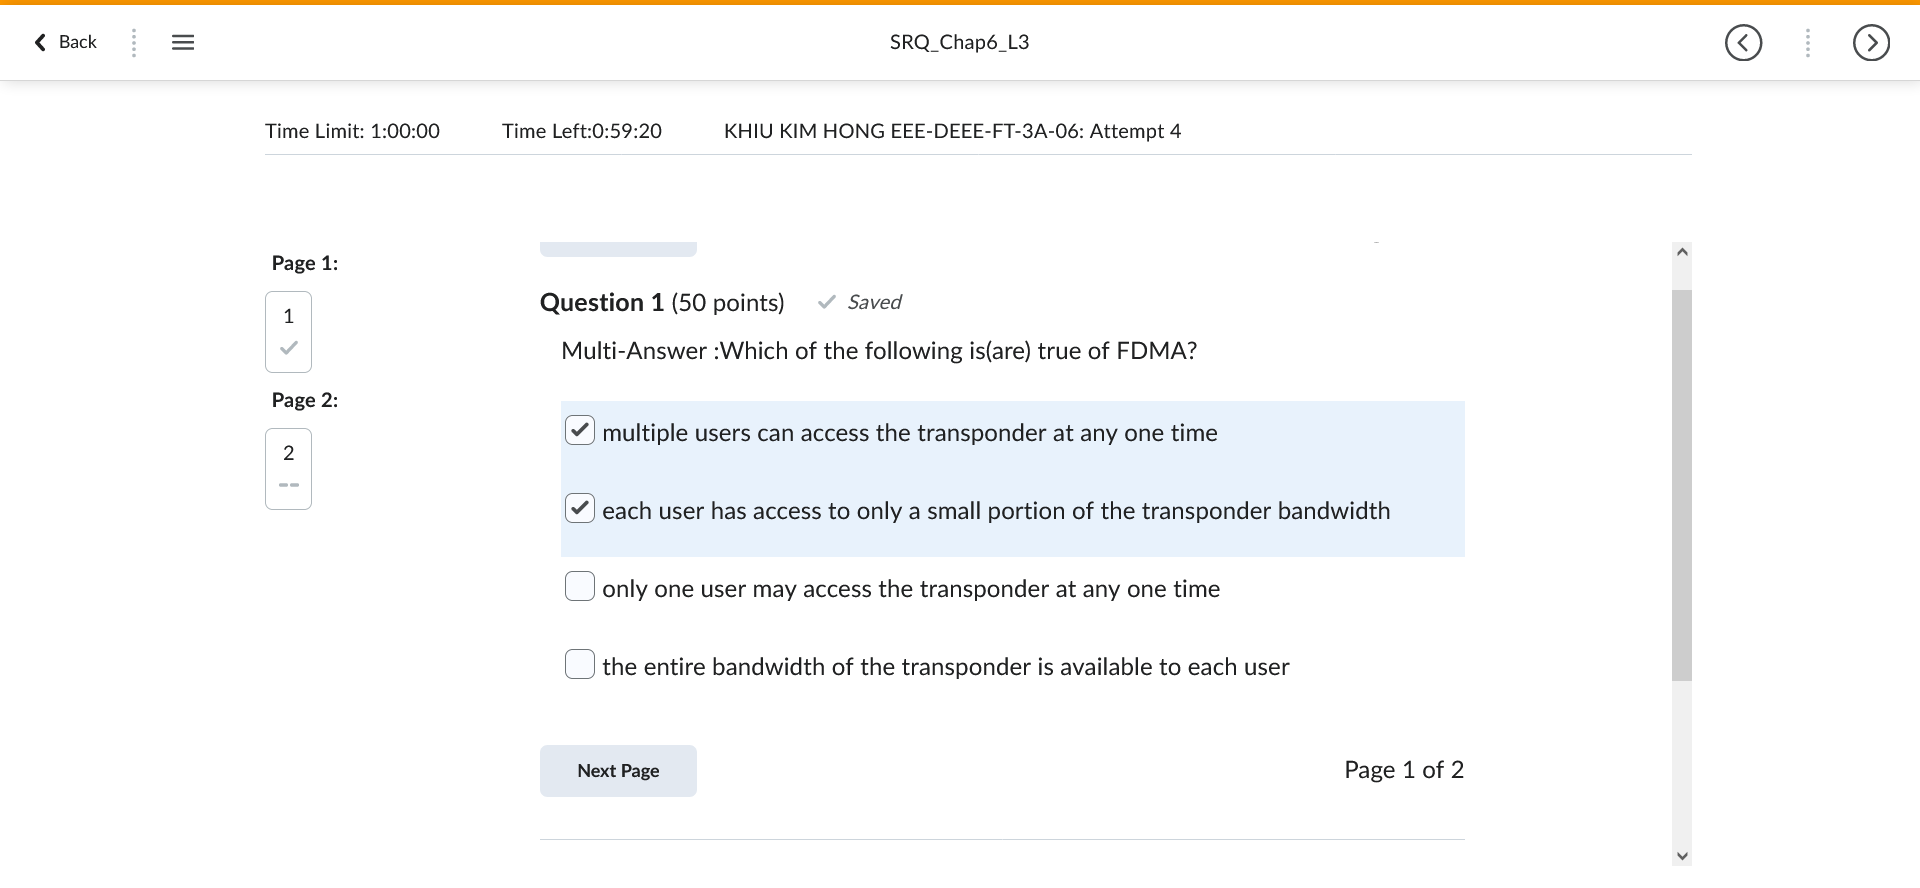 Back
SRQ_Chap6_L3
Time Limit: 1:00:00 Time Left:0:59:20 KHIU KIM HONG EEE-DEEE-FT-3A-06: Attempt 4
Page 1:
1
Page 2:
2
--
Question 1 (50 points) Saved
Multi-Answer :Which of the following is(are) true of FDMA?
multiple users can access the transponder at any one time
each user has access to only a small portion of the transponder bandwidth
only one user may access the transponder at any one time
the entire bandwidth of the transponder is available to each user
Next Page
Page 1 of 2